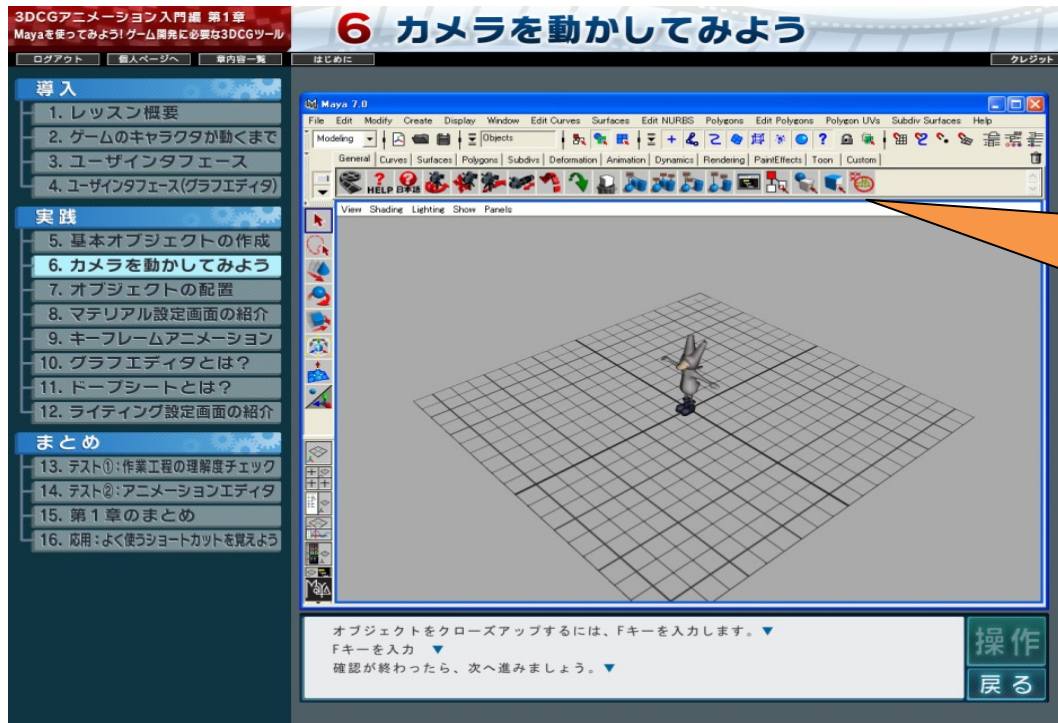 3DCGアニメーション入門編 第1章
Mayaを使ってみよう!ゲーム開発に必要な3DCGツール
6 カメラを動かしてみよう
ログアウト 個人ページへ 章内容一覧 はじめに クレジット
導入
1. レッスン概要
2. ゲームのキャラクタが動くまで
3. ユーザインタフェース
4. ユーザインタフェース(グラフエディタ)
実践
5. 基本オブジェクトの作成
6. カメラを動かしてみよう
7. オブジェクトの配置
8. マテリアル設定画面の紹介
9. キーフレームアニメーション
10. グラフエディタとは?
11. ドープシートとは?
12. ライティング設定画面の紹介
まとめ
13. テスト①:作業工程の理解度チェック
14. テスト②:アニメーションエディタ
15. 第1章のまとめ
16. 応用:よく使うショートカットを覚えよう
Maya 7.0
File Edit Modify Create Display Window Edit Curves Surfaces Edit NURBS Polygons Edit Polygons Polygon UVs Subdiv Surfaces Help
Modeling Objects
General Curves Surfaces Polygons Subdivs Deformation Animation Dynamics Rendering PaintEffects Toon Custom
HELP 日本語
View Shading Lighting Show Panels
MAYA
オブジェクトをクローズアップするには、Fキーを入力します。▼
Fキーを入力 ▼
確認が終わったら、次へ進みましょう。▼
操作
戻る